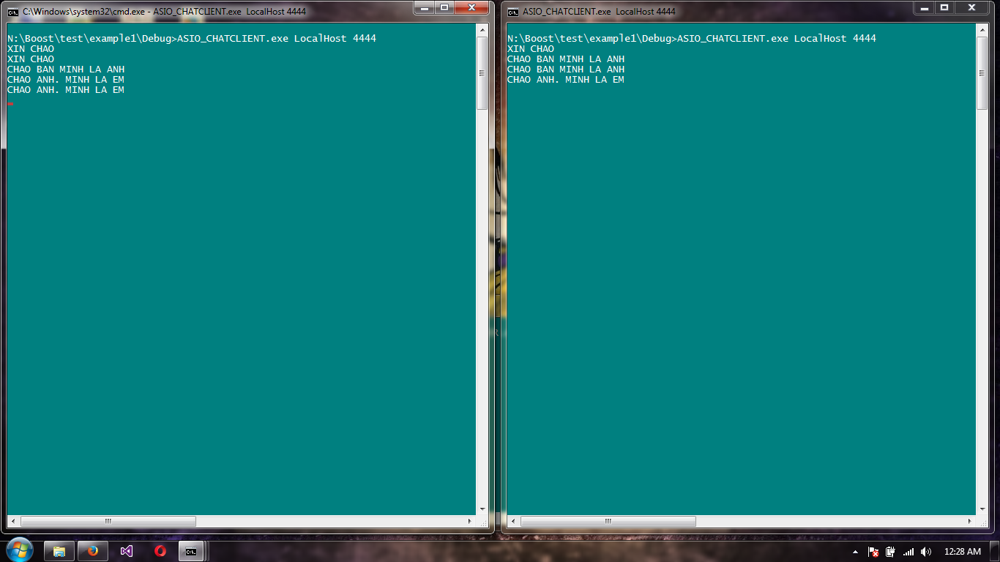 C:\Windows\system32\cmd.exe - ASIO_CHATCLIENT.exe  LocalHost 4444
N:\Boost\test\example1\Debug>ASIO_CHATCLIENT.exe LocalHost 4444
XIN CHAO
XIN CHAO
CHAO BAN MINH LA ANH
CHAO ANH. MINH LA EM
CHAO ANH. MINH LA EM
ASIO_CHATCLIENT.exe  LocalHost 4444
N:\Boost\test\example1\Debug>ASIO_CHATCLIENT.exe LocalHost 4444
XIN CHAO
CHAO BAN MINH LA ANH
CHAO BAN MINH LA ANH
CHAO ANH. MINH LA EM
R
12:28 AM